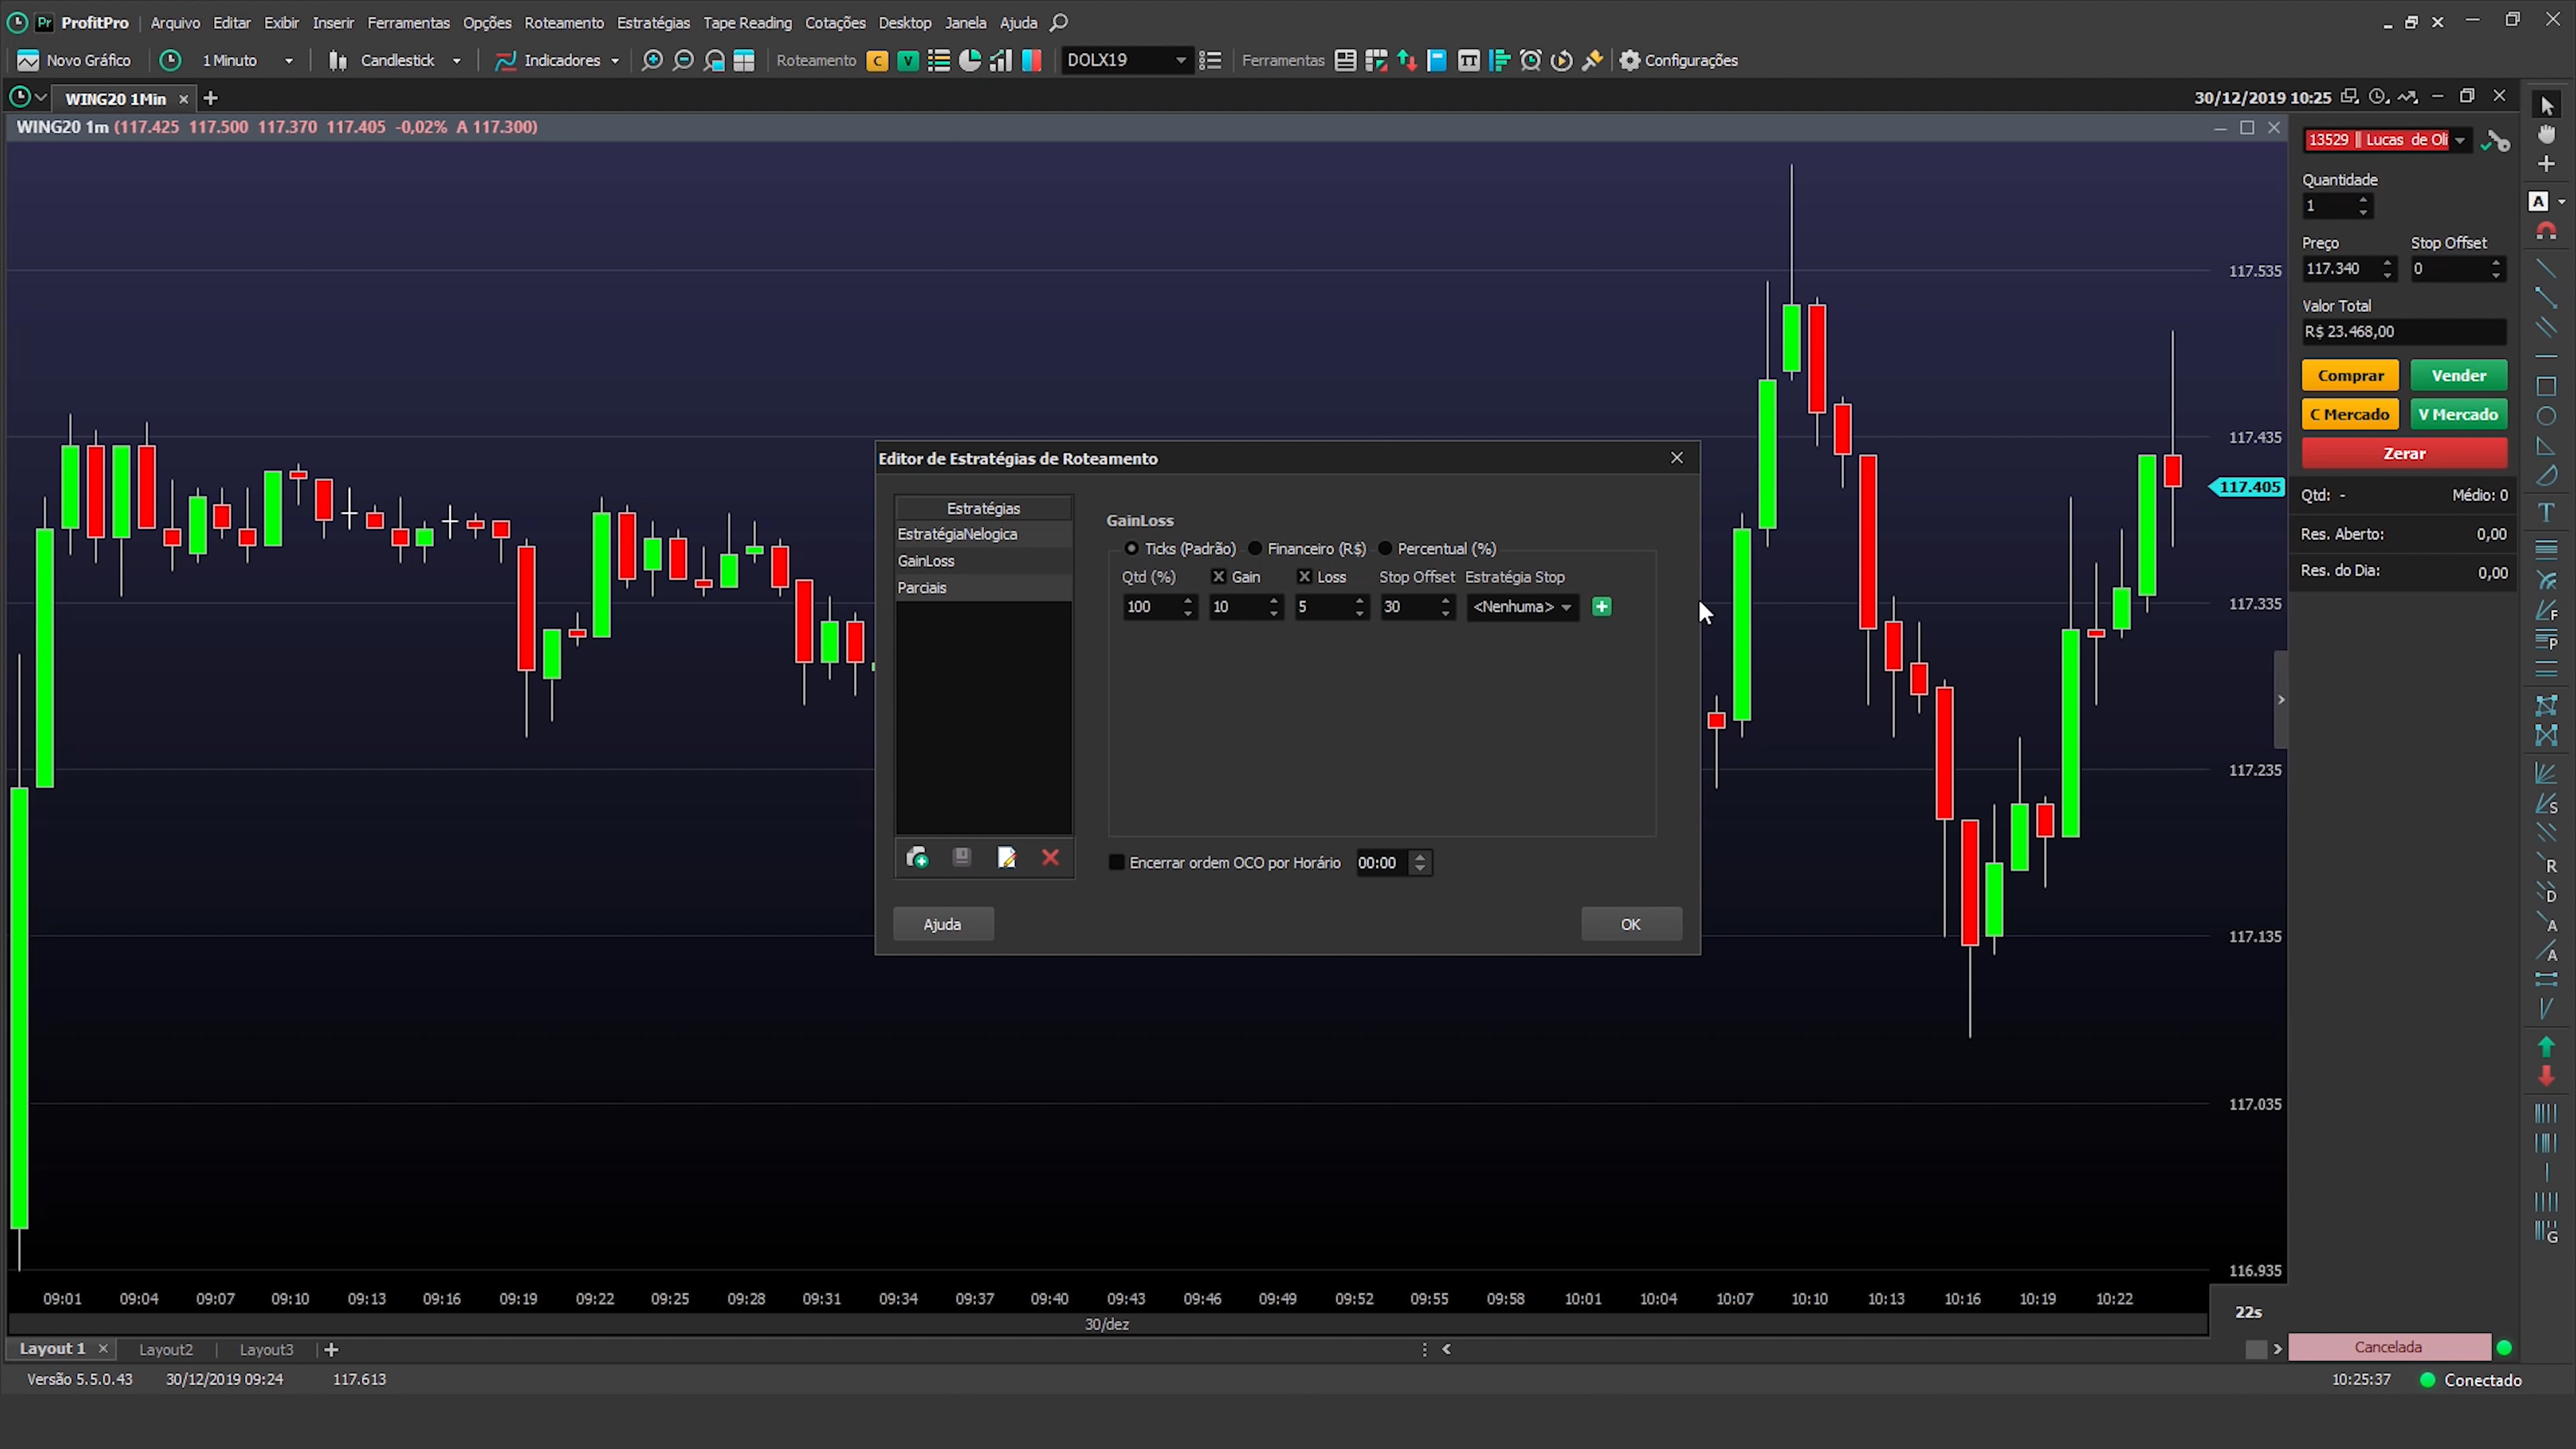 Pr ProfitPro Arquivo Editar Exibir Inserir Ferramentas Opções Roteamento Estratégias Tape Reading Cotações Desktop Janela Ajuda
Novo Gráfico 1 Minuto Candlestick Indicadores Roteamento C V DOLX19 Ferramentas TT Configurações
WING20 1Min
30/12/2019 10:25
WING20 1m (117.425 117.500 117.370 117.405 -0,02% A 117.300)
13529 || Lucas de Oli
Quantidade
1
Preço Stop Offset
117.340 0
Valor Total
R$ 23.468,00
Comprar Vender
C Mercado V Mercado
Zerar
Qtd: - Médio: 0
Res. Aberto: 0,00
Res. do Dia: 0,00
117.535
117.435
117.405
117.335
117.235
117.135
117.035
116.935
Editor de Estratégias de Roteamento
Estratégias
EstratégiaNelogica
GainLoss
Parciais
GainLoss
Ticks (Padrão) Financeiro (R$) Percentual (%)
Qtd (%) Gain Loss Stop Offset Estratégia Stop
100 10 5 30 <Nenhuma>
Encerrar ordem OCO por Horário 00:00
Ajuda OK
A
T
F
P
S
R
D
A
A
G
09:01 09:04 09:07 09:10 09:13 09:16 09:19 09:22 09:25 09:28 09:31 09:34 09:37 09:40 09:43 09:46 09:49 09:52 09:55 09:58 10:01 10:04 10:07 10:10 10:13 10:16 10:19 10:22
22s
30/dez
Layout 1 Layout2 Layout3
Cancelada
Versão 5.5.0.43 30/12/2019 09:24 117.613
10:25:37 Conectado